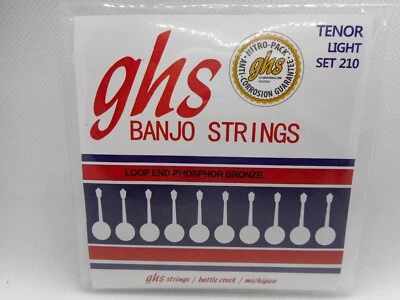 TENOR
LIGHT
SET 210
NITRO-PACK
ghs
ANTI-CORROSION GUARANTEE
ghs
BANJO STRINGS
LOOP END PHOSPHOR BRONZE
ghs strings / battle creek / michigan